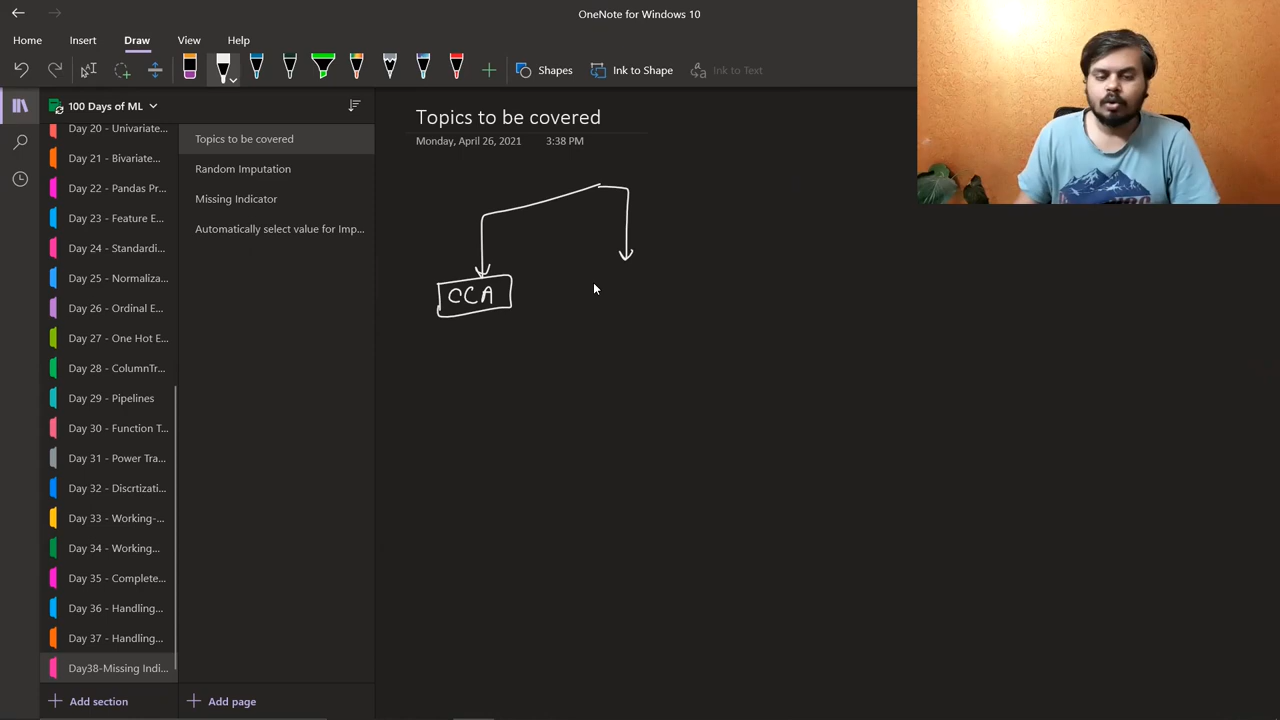 OneNote for Windows 10
Home Insert Draw View Help
Shapes Ink to Shape Ink to Text
100 Days of ML
Day 20 - Univariate...
Day 21 - Bivariate...
Day 22 - Pandas Pr...
Day 23 - Feature E...
Day 24 - Standardi...
Day 25 - Normaliza...
Day 26 - Ordinal E...
Day 27 - One Hot E...
Day 28 - ColumnTr...
Day 29 - Pipelines
Day 30 - Function T...
Day 31 - Power Tra...
Day 32 - Discrtizati...
Day 33 - Working-...
Day 34 - Working...
Day 35 - Complete...
Day 36 - Handling...
Day 37 - Handling...
Day38-Missing Indi...
Add section
Topics to be covered
Random Imputation
Missing Indicator
Automatically select value for Imp...
Add page
Topics to be covered
Monday, April 26, 2021 3:38 PM
CCA